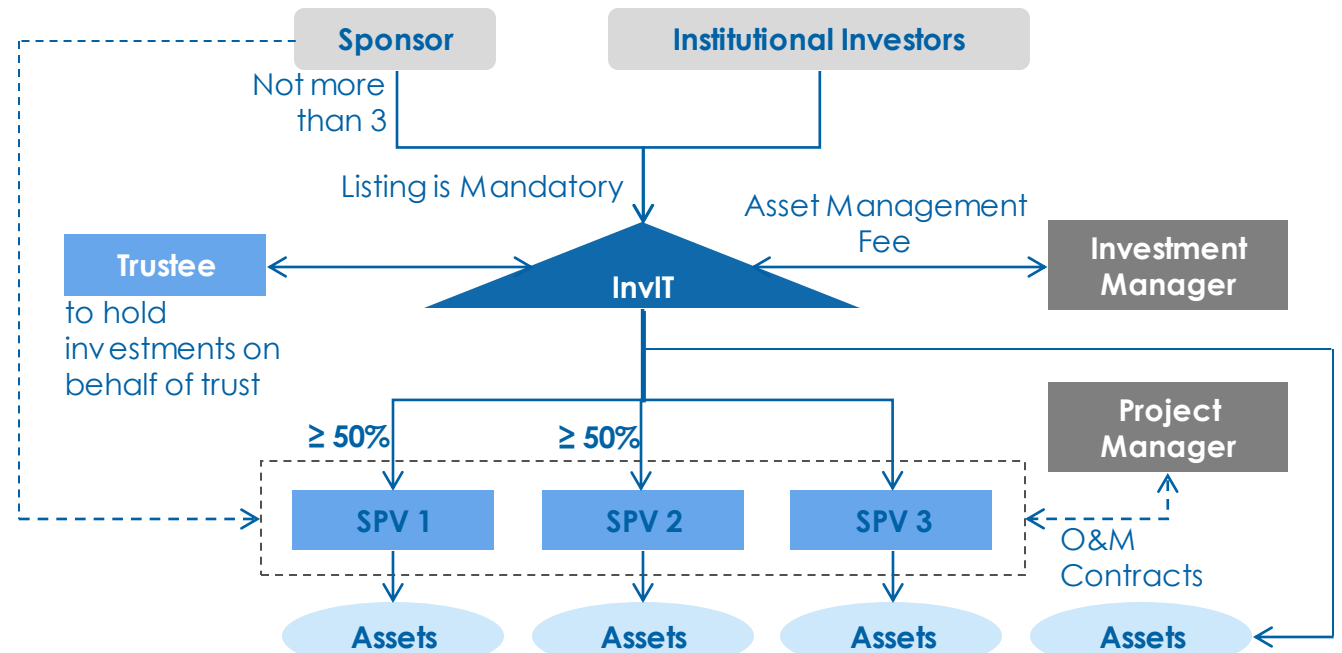 Sponsor
Institutional Investors
Not more
than 3
Listing is Mandatory
Asset Management
Fee
Trustee
InvIT
Investment
Manager
to hold
investments on
behalf of trust
Project
Manager
≥ 50%
≥ 50%
SPV 1
SPV 2
SPV 3
O&M
Contracts
Assets
Assets
Assets
Assets